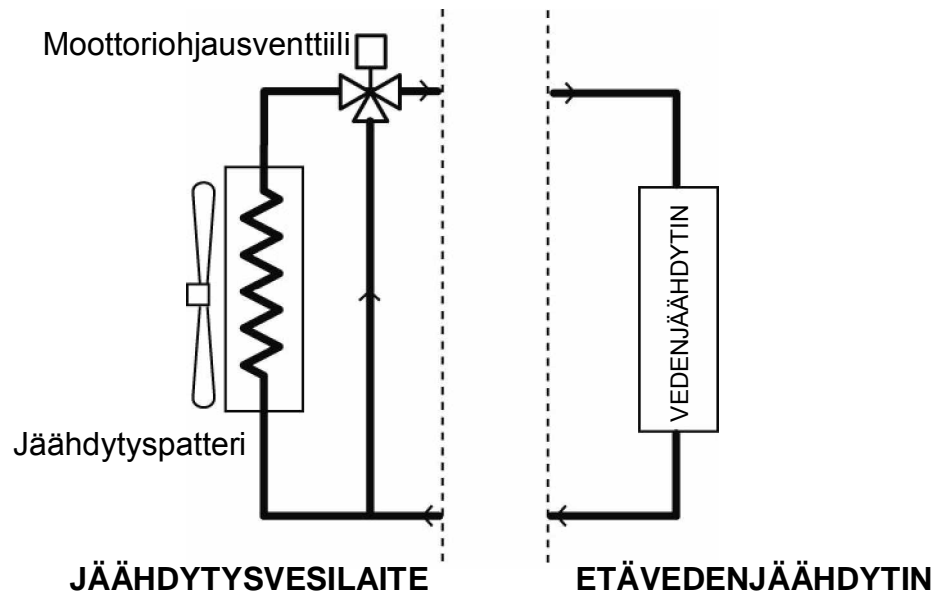 Moottoriohjausventtiili
VEDENJÄÄHDYTIN
Jäähdytyspatteri
JÄÄHDYTYSVESILAITE
ETÄVEDENJÄÄHDYTIN